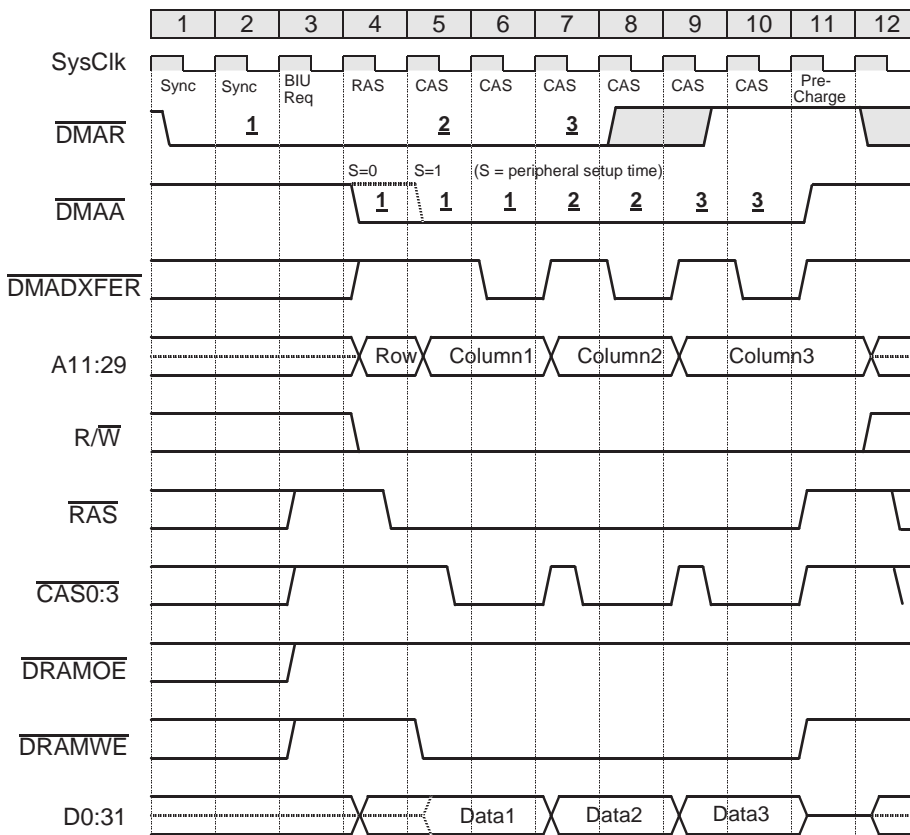 1 2 3 4 5 6 7 8 9 10 11 12
SysClk
Sync Sync BIU Req RAS CAS CAS CAS CAS CAS CAS Pre-Charge
DMAR 1 2 3
S=0 S=1 (S = peripheral setup time)
DMAA 1 1 1 2 2 3 3
DMADXFER
A11:29 Row Column1 Column2 Column3
R/W
RAS
CAS0:3
DRAMOE
DRAMWE
D0:31 Data1 Data2 Data3